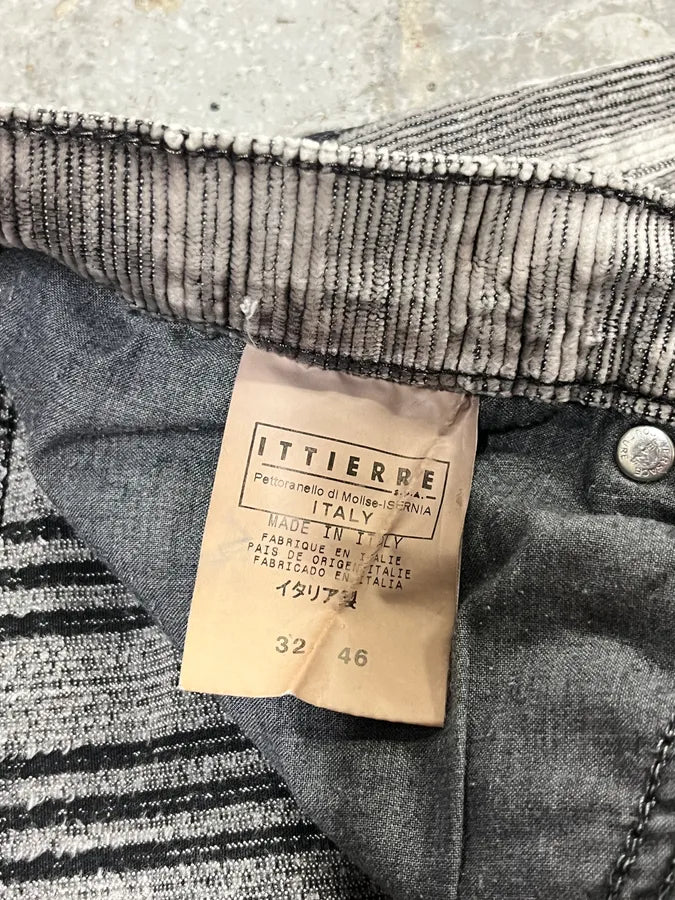 ITTIERRE
S.P.A.
Pettoranello di Molise-ISERNIA
ITALY
MADE IN ITALY
FABRIQUE EN ITALIE
PAIS DE ORIGEN ITALIE
FABRICADO EN ITALIA
イタリア製
32 46